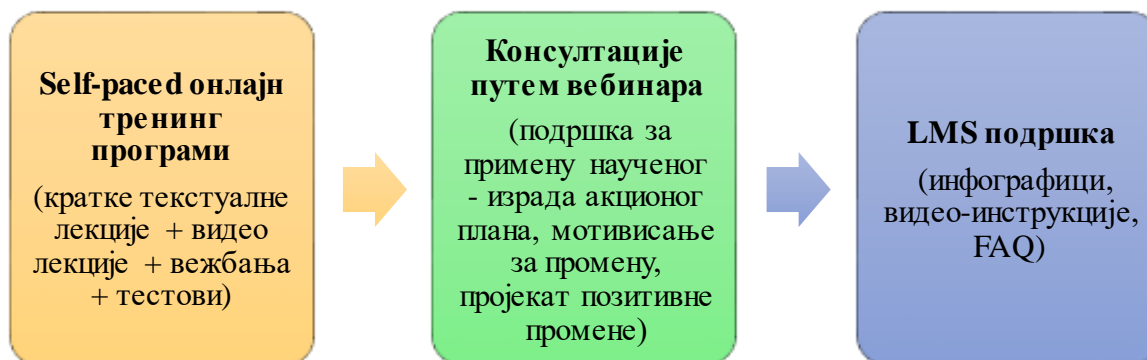 Self-paced онлајн
тренинг
програми
(кратке текстуалне
лекције + видео
лекције + вежбања
+ тестови)
Консултације
путем вебинара
(подршка за
примену наученог
- израда акционог
плана, мотивисање
за промену,
пројекат позитивне
промене)
LMS подршка
(инфографици,
видео-инструкције,
FAQ)